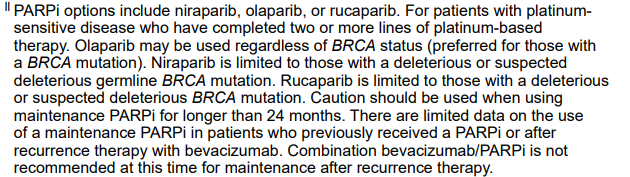 || PARPi options include niraparib, olaparib, or rucaparib. For patients with platinum-
sensitive disease who have completed two or more lines of platinum-based
therapy. Olaparib may be used regardless of BRCA status (preferred for those with
a BRCA mutation). Niraparib is limited to those with a deleterious or suspected
deleterious germline BRCA mutation. Rucaparib is limited to those with a deleterious
or suspected deleterious BRCA mutation. Caution should be used when using
maintenance PARPi for longer than 24 months. There are limited data on the use
of a maintenance PARPi in patients who previously received a PARPi or after
recurrence therapy with bevacizumab. Combination bevacizumab/PARPi is not
recommended at this time for maintenance after recurrence therapy.